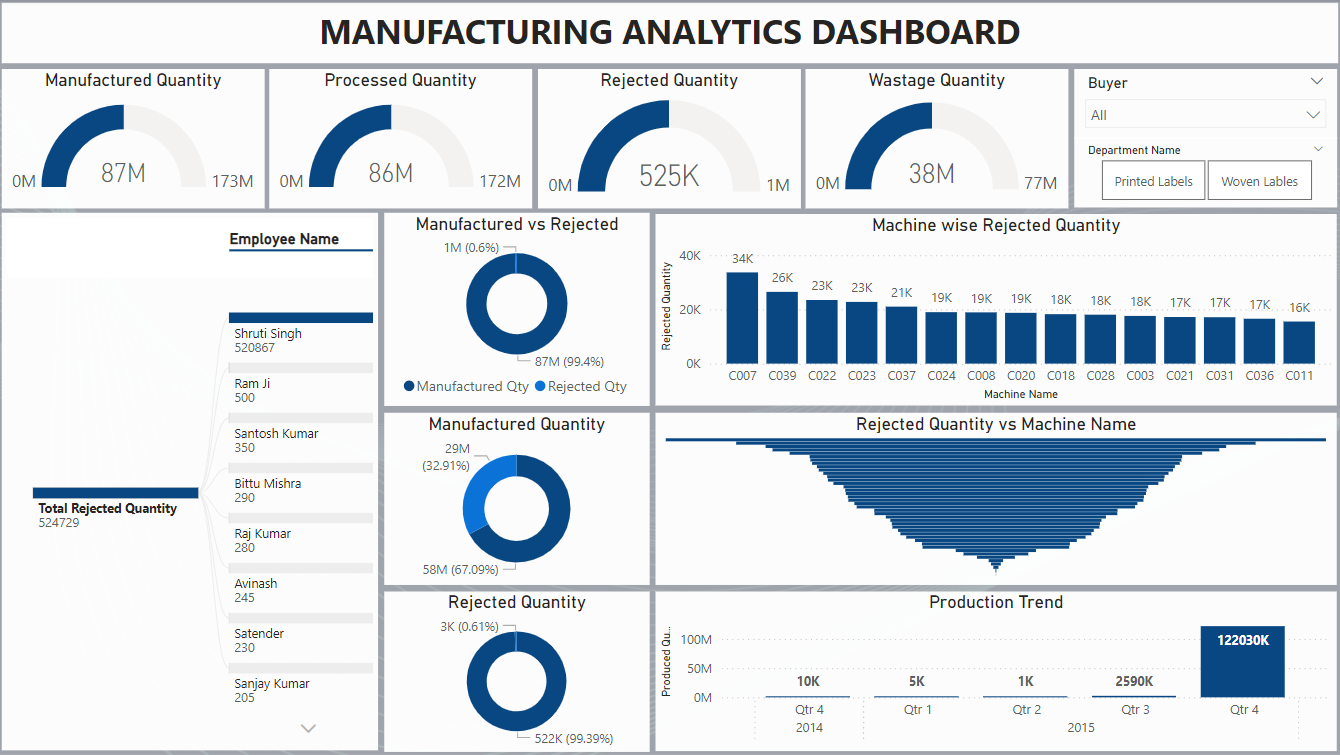 MANUFACTURING ANALYTICS DASHBOARD
Manufactured Quantity
87M
0M
173M
Processed Quantity
86M
0M
172M
Rejected Quantity
525K
0M
1M
Wastage Quantity
38M
0M
77M
Buyer
All
Department Name
Printed Labels
Woven Lables
Employee Name
Shruti Singh
520867
Ram Ji
500
Santosh Kumar
350
Bittu Mishra
290
Raj Kumar
280
Avinash
245
Satender
230
Sanjay Kumar
205
Total Rejected Quantity
524729
Manufactured vs Rejected
1M (0.6%)
87M (99.4%)
Manufactured Qty Rejected Qty
Manufactured Quantity
29M
(32.91%)
58M (67.09%)
Rejected Quantity
3K (0.61%)
522K (99.39%)
Machine wise Rejected Quantity
Rejected Quantity
40K
20K
0K
34K 26K 23K 23K 21K 19K 19K 19K 18K 18K 18K 17K 17K 17K 16K
C007 C039 C022 C023 C037 C024 C008 C020 C018 C028 C003 C021 C031 C036 C011
Machine Name
Rejected Quantity vs Machine Name
Production Trend
Produced Qu...
100M
50M
0M
10K 5K 1K 2590K 122030K
Qtr 4 Qtr 1 Qtr 2 Qtr 3 Qtr 4
2014 2015